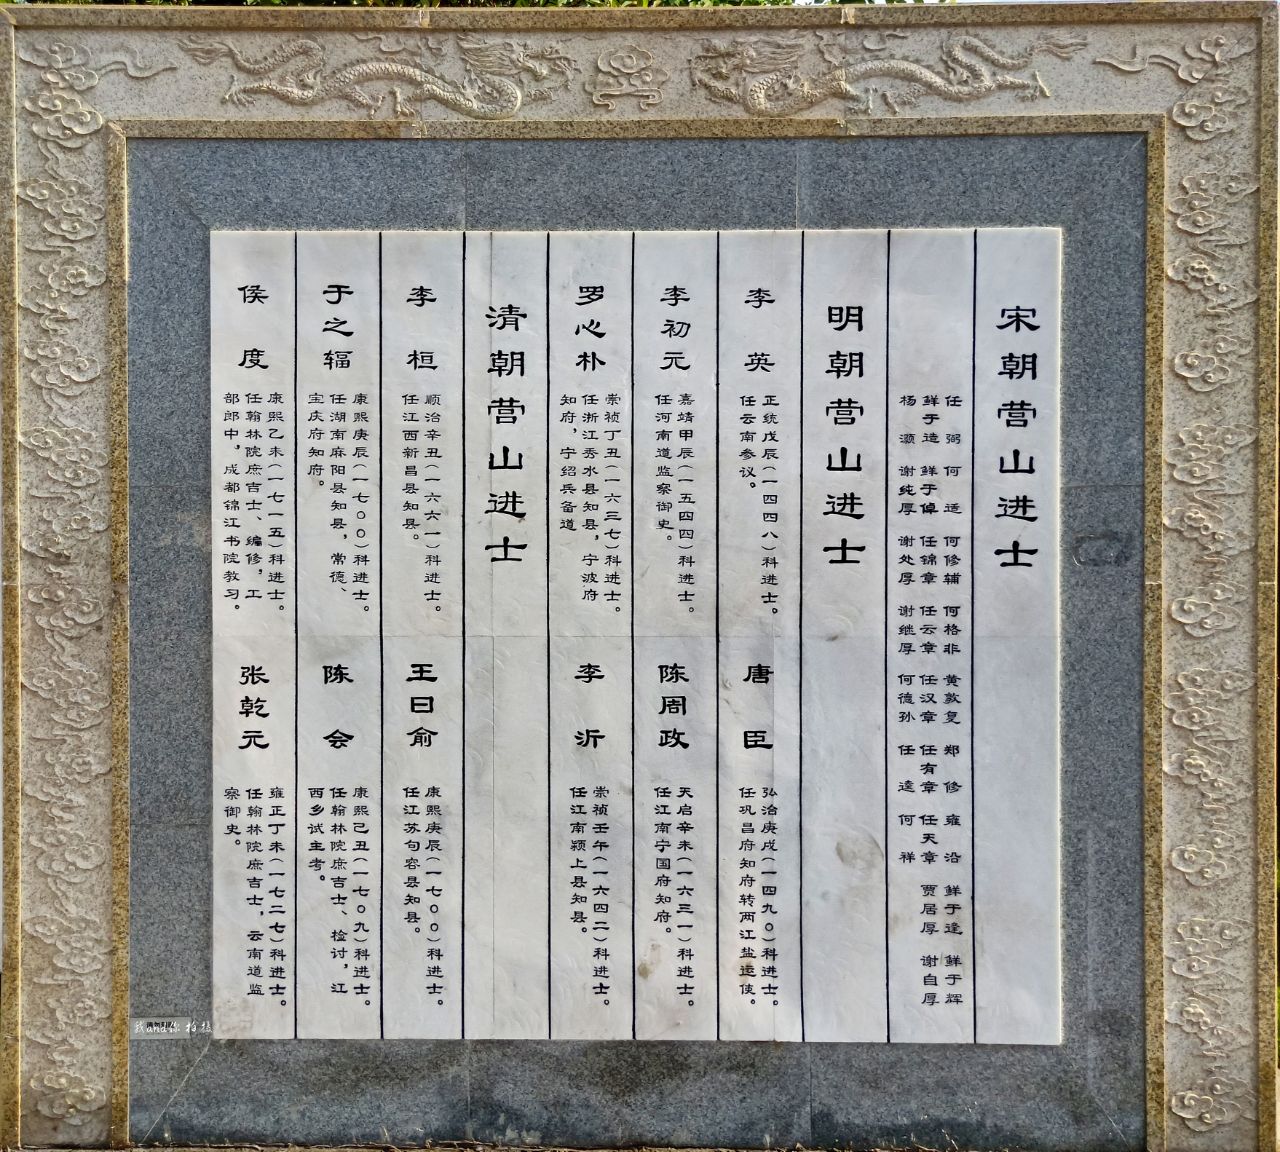 宋朝营山进士
任弼 何适 何修辅 何格非 黄敦复 郑修 雍沿 鲜于逵 鲜于辉
鲜于造 鲜于倬 任锦章 任云章 任汉章 任有章 任天章 贾居厚 谢自厚
杨灏 谢纯厚 谢处厚 谢继厚 何德孙 任逵 何祥
明朝营山进士
李英
正统戊辰(一四四八)科进士。
任云南参议。
唐臣
弘治庚戌(一四九〇)科进士。
任巩昌府知府转两江盐运使。
李初元
嘉靖甲辰(一五四四)科进士。
任河南道监察御史。
陈周政
天启辛未(一六三一)科进士。
任江南宁国府知府。
罗心朴
崇祯丁丑(一六三七)科进士。
任浙江秀水县知县,宁波府
知府,宁绍兵备道
李沂
崇祯壬午(一六四二)科进士。
任江南颍上县知县。
清朝营山进士
李桓
顺治辛丑(一六六一)科进士。
任江西新昌县知县。
王曰俞
康熙庚辰(一七〇〇)科进士。
任江苏句容县知县。
于之辐
康熙庚辰(一七〇〇)科进士。
任湖南麻阳县知县,常德、
宝庆府知府。
陈会
康熙己丑(一七〇九)科进士。
任翰林院庶吉士、检讨,江
西乡试主考。
侯度
康熙乙未(一七一五)科进士。
任翰林院庶吉士、编修,工
部郎中,成都锦江书院教习。
张乾元
雍正丁未(一七二七)科进士。
任翰林院庶吉士,云南道监
察御史。